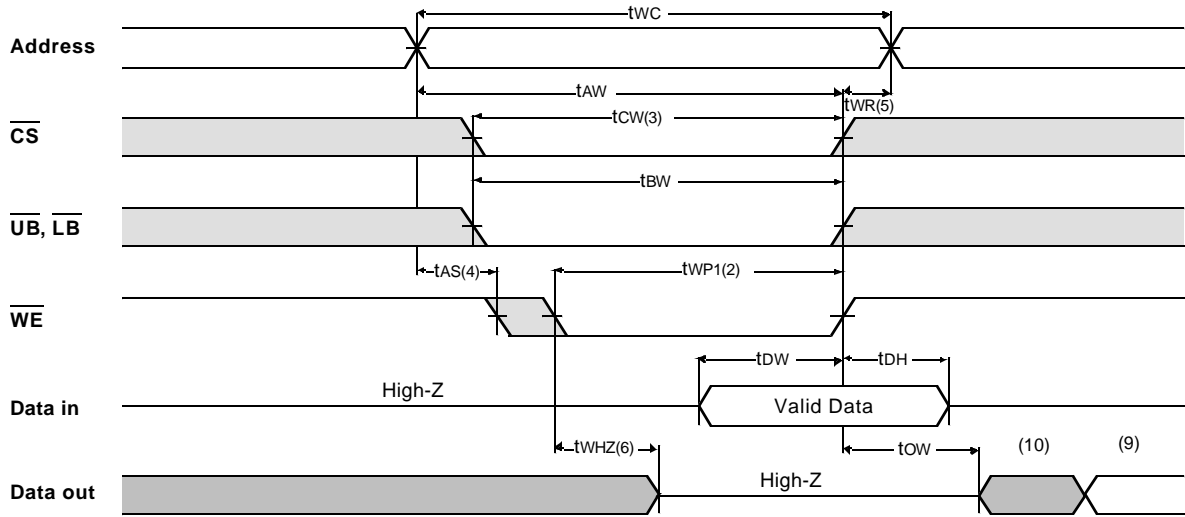 tWC
Address
tAW
tWR(5)
tCW(3)
CS
tBW
UB, LB
tAS(4)
tWP1(2)
WE
tDW
tDH
High-Z
Data in
Valid Data
tWHZ(6)
tOW
(10)
(9)
High-Z
Data out